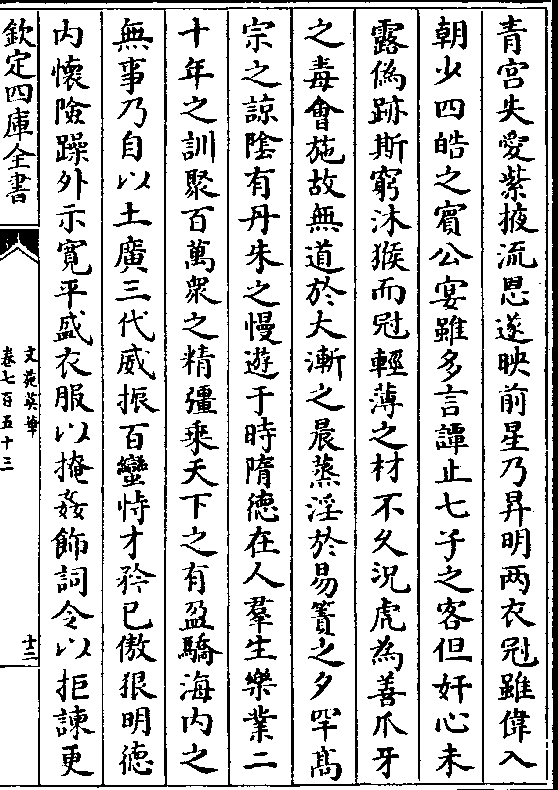 青宮失愛紫掖流恩遂映前星乃昇明兩衣冠雖偉入
朝少四皓之賓公宴雖多言譚止七子之客但奸心未
露偽跡斯窮沐猴而冠輕薄之材不久況虎為善爪牙
之毒㑹施故無道於大漸之晨蒸淫於易簀之夕罕髙
宗之諒隂有丹朱之慢遊于時隋德在人羣生樂業二
十年之訓聚百萬衆之精彊乗天下之有盈驕海内之
無事乃自以土廣三代威振百蠻恃才矜已傲狠明徳
内懷險躁外示寛平盛衣服以掩姦飾詞令以拒諫更
欽定四庫全書
文苑英華
卷七百五十三
十三